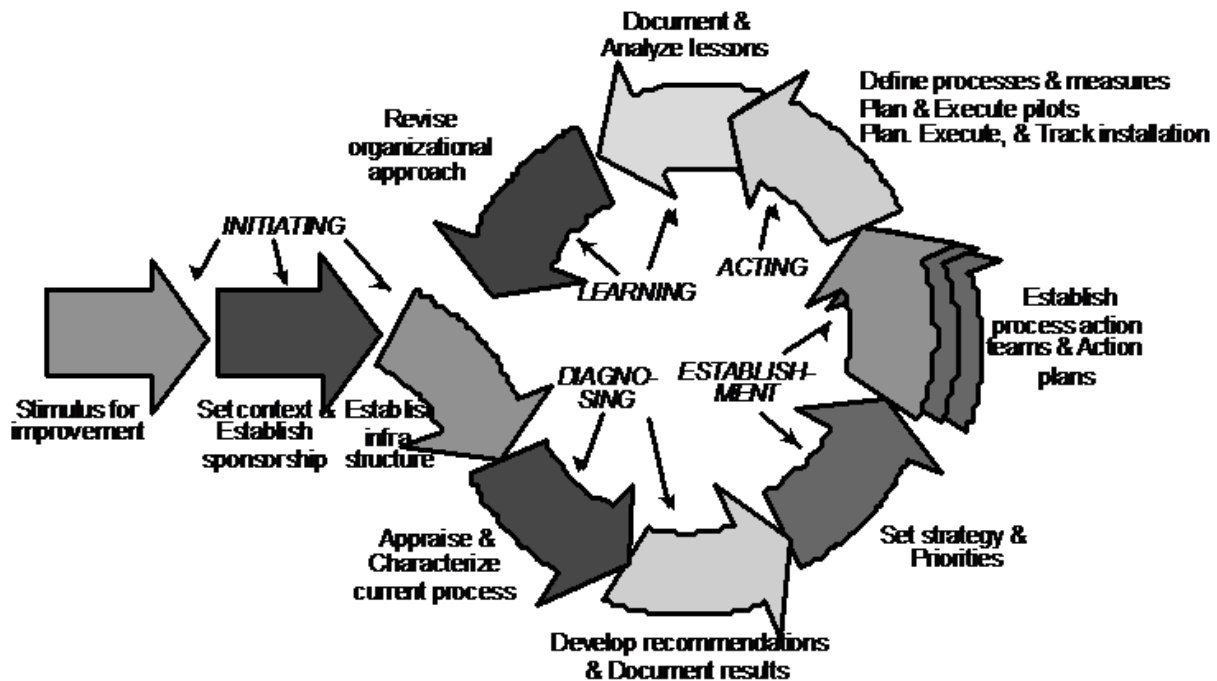 Document &
Analyze lessons
Define processes & measures
Plan & Execute pilots
Plan. Execute, & Track installation
Revise
organizational
approach
INITIATING
LEARNING
ACTING
Establish
process action
teams & Action
plans
DIAGNO-
SING
ESTABLISH-
MENT
Stimulus for
improvement
Set context &
Establish
sponsorship
Establish
infra
structure
Appraise &
Characterize
current process
Set strategy &
Priorities
Develop recommendations
& Document results